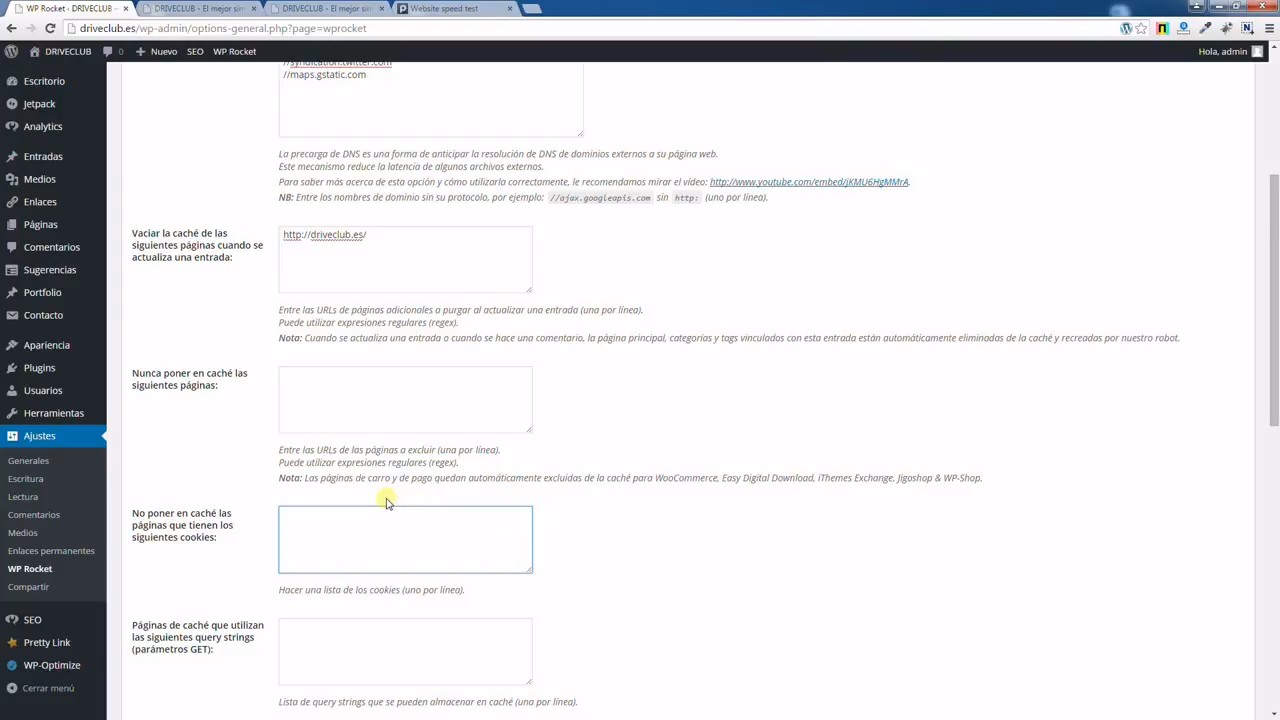 WP Rocket ‹ DRIVECLUB -
DRIVECLUB - El mejor sim
DRIVECLUB - El mejor sim
Website speed test
driveclub.es/wp-admin/options-general.php?page=wprocket
DRIVECLUB
0
Nuevo
SEO
WP Rocket
Hola, admin
Escritorio
Jetpack
Analytics
Entradas
Medios
Enlaces
Páginas
Comentarios
Sugerencias
Portfolio
Contacto
Apariencia
Plugins
Usuarios
Herramientas
Ajustes
Generales
Escritura
Lectura
Comentarios
Medios
Enlaces permanentes
WP Rocket
Compartir
SEO
Pretty Link
WP-Optimize
Cerrar menú
//syndication.twitter.com
//maps.gstatic.com
La precarga de DNS es una forma de anticipar la resolución de DNS de dominios externos a su página web.
Este mecanismo reduce la latencia de algunos archivos externos.
Para saber más acerca de esta opción y cómo utilizarla correctamente, le recomendamos mirar el vídeo: http://www.youtube.com/embed/jKMU6HgMMrA.
NB: Entre los nombres de dominio sin su protocolo, por ejemplo: //ajax.googleapis.com sin http: (uno por línea).
Vaciar la caché de las
siguientes páginas cuando se
actualiza una entrada:
http://driveclub.es/
Entre las URLs de páginas adicionales a purgar al actualizar una entrada (una por línea).
Puede utilizar expresiones regulares (regex).
Nota: Cuando se actualiza una entrada o cuando se hace una comentario, la página principal, categorías y tags vinculados con esta entrada están automáticamente eliminadas de la caché y recreadas por nuestro robot.
Nunca poner en caché las
siguientes páginas:
Entre las URLs de las páginas a excluir (una por línea).
Puede utilizar expresiones regulares (regex).
Nota: Las páginas de carro y de pago quedan automáticamente excluidas de la caché para WooCommerce, Easy Digital Download, iThemes Exchange, Jigoshop & WP-Shop.
No poner en caché las
páginas que tienen los
siguientes cookies:
Hacer una lista de los cookies (uno por línea).
Páginas de caché que utilizan
las siguientes query strings
(parámetros GET):
Lista de query strings que se pueden almacenar en caché (una por línea).